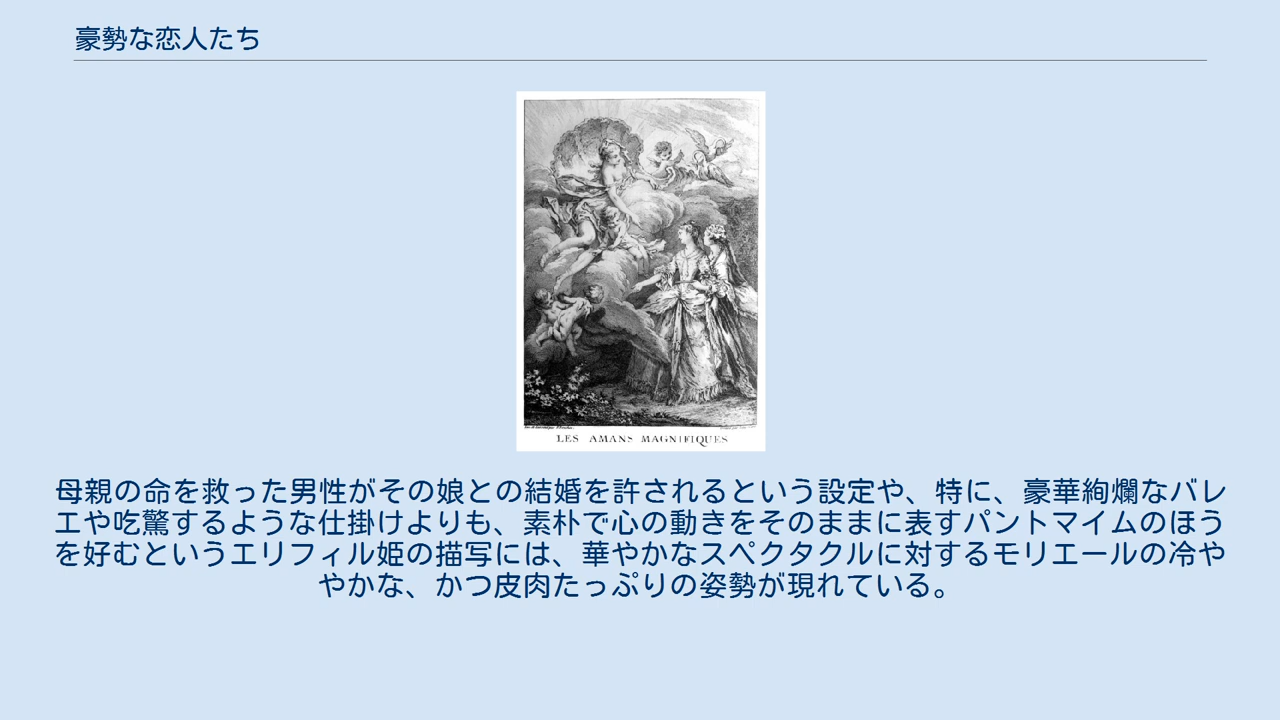 豪勢な恋人たち
LES AMANS MAGNIFIQUES
母親の命を救った男性がその娘との結婚を許されるという設定や、特に、豪華絢爛なバレ
エや吃驚するような仕掛けよりも、素朴で心の動きをそのままに表すパントマイムのほう
を好むというエリフィル姫の描写には、華やかなスペクタクルに対するモリエールの冷や
やかな、かつ皮肉たっぷりの姿勢が現れている。